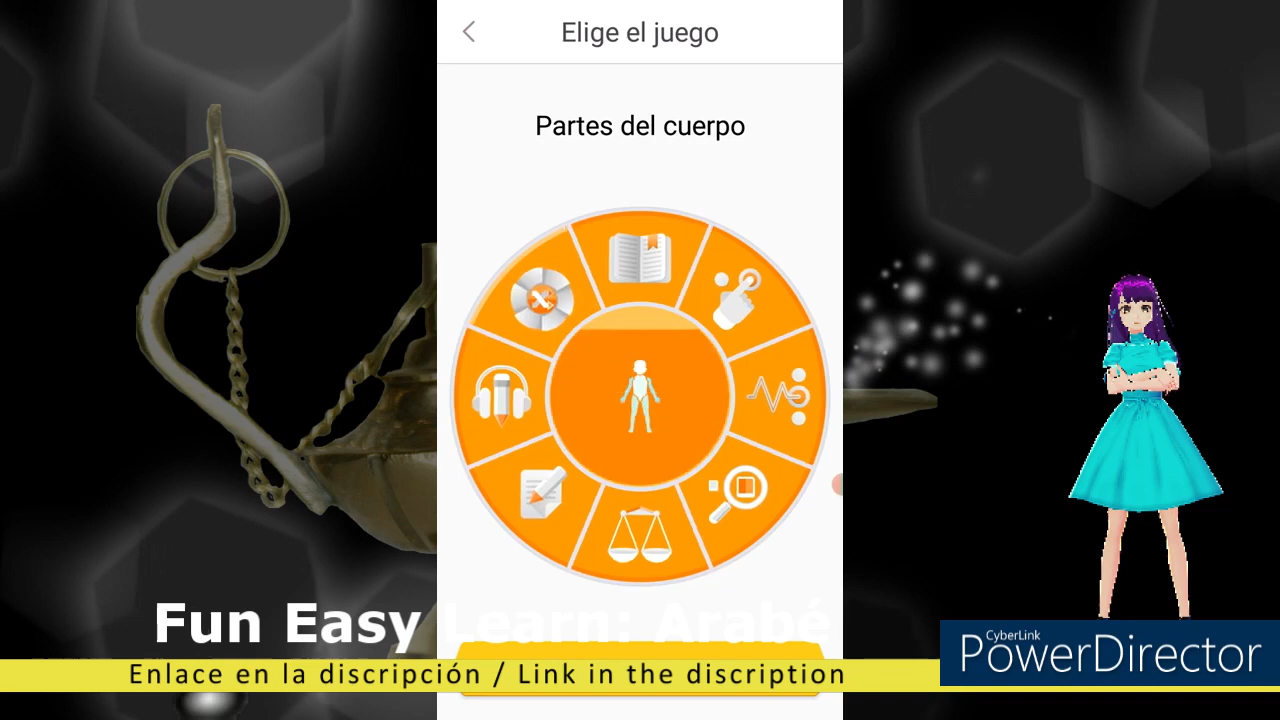 Elige el juego
Partes del cuerpo
Fun Easy Learn: Arabé
Enlace en la discripción / Link in the discription
CyberLink
PowerDirector